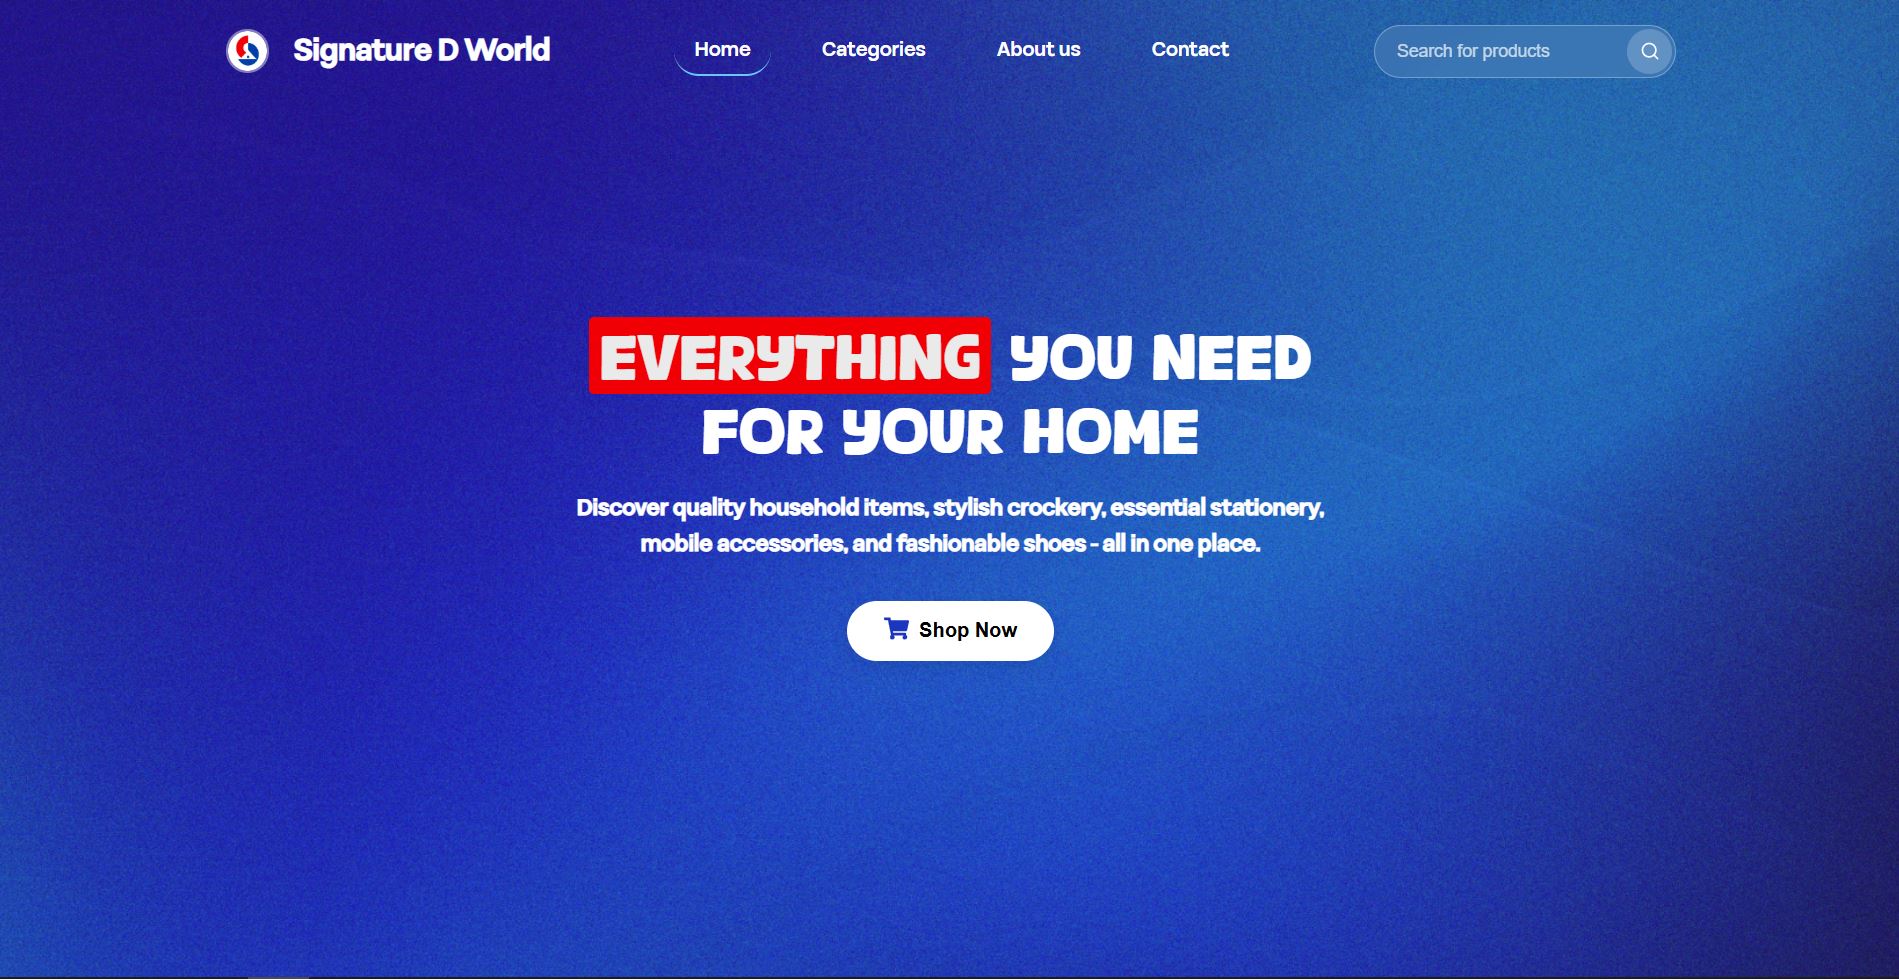 Signature D World
Home
Categories
About us
Contact
Search for products
EVERYTHING YOU NEED
FOR YOUR HOME
Discover quality household items, stylish crockery, essential stationery,
mobile accessories, and fashionable shoes - all in one place.
Shop Now